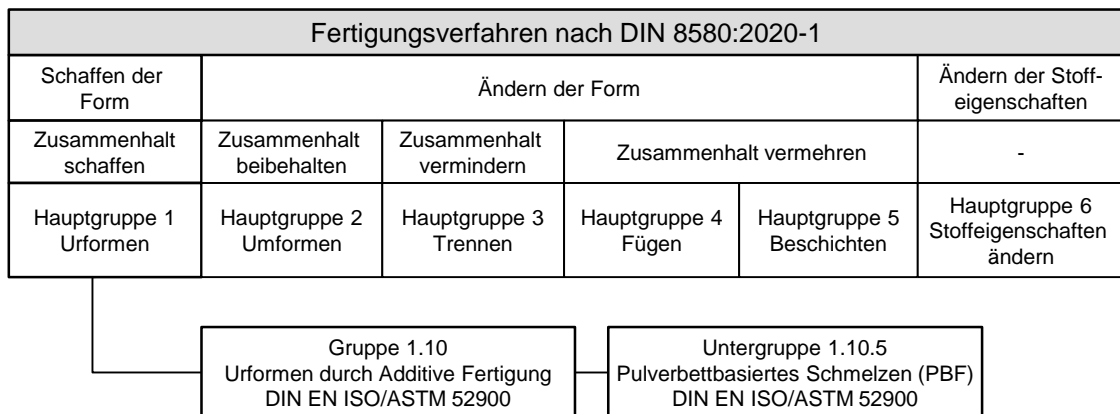 Fertigungsverfahren nach DIN 8580:2020-1
Schaffen der
Form
Ändern der Form
Ändern der Stoff-
eigenschaften
Zusammenhalt
schaffen
Zusammenhalt
beibehalten
Zusammenhalt
vermindern
Zusammenhalt vermehren
-
Hauptgruppe 1
Urformen
Hauptgruppe 2
Umformen
Hauptgruppe 3
Trennen
Hauptgruppe 4
Fügen
Hauptgruppe 5
Beschichten
Hauptgruppe 6
Stoffeigenschaften
ändern
Gruppe 1.10
Urformen durch Additive Fertigung
DIN EN ISO/ASTM 52900
Untergruppe 1.10.5
Pulverbettbasiertes Schmelzen (PBF)
DIN EN ISO/ASTM 52900